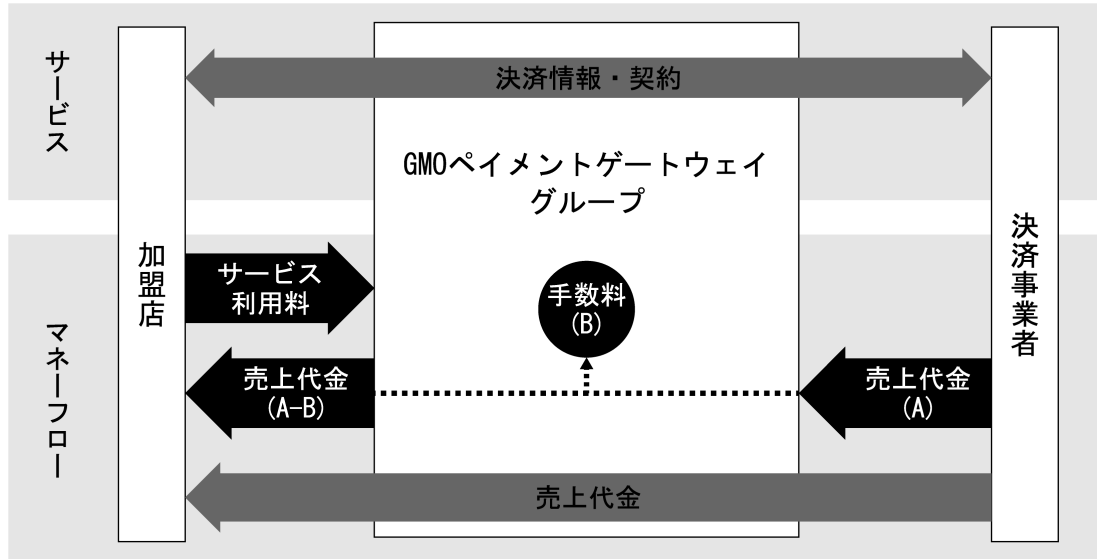 サービス
決済情報・契約
GMOペイメントゲートウェイ
グループ
加盟店
決済事業者
マネーフロー
サービス
利用料
手数料
(B)
売上代金
(A−B)
売上代金
(A)
売上代金